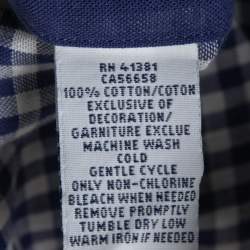 RN 41381
CA56658
100% COTTON/COTON
EXCLUSIVE OF
DECORATION/
GARNITURE EXCLUE
MACHINE WASH
COLD
GENTLE CYCLE
ONLY NON-CHLORINE
BLEACH WHEN NEEDED
REMOVE PROMPTLY
TUMBLE DRY LOW
WARM IRON IF NEEDED